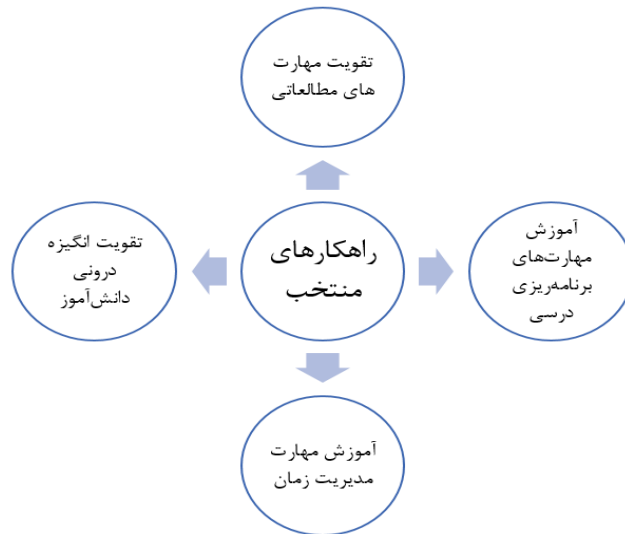 تقویت مهارت
های مطالعاتی
آموزش
مهارت‌های
برنامه‌ریزی
درسی
راهکارهای
منتخب
تقویت انگیزه
درونی
دانش‌آموز
آموزش مهارت
مدیریت زمان